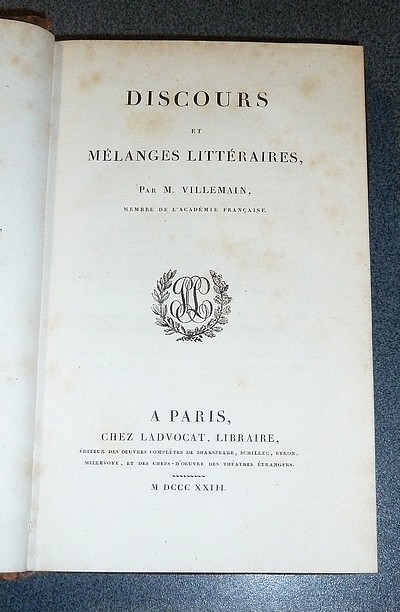 DISCOURS
ET
MÉLANGES LITTÉRAIRES,
PAR M. VILLEMAIN,
MEMBRE DE L'ACADÉMIE FRANÇAISE.
A PARIS,
CHEZ LADVOCAT, LIBRAIRE,
ÉDITEUR DES OEUVRES COMPLÈTES DE SHAKSPEARE, SCHILLER, BYRON,
MILLEVOYE, ET DES CHEFS-D'OEUVRE DES THÉATRES ÉTRANGERS.
M DCCC XXIII.